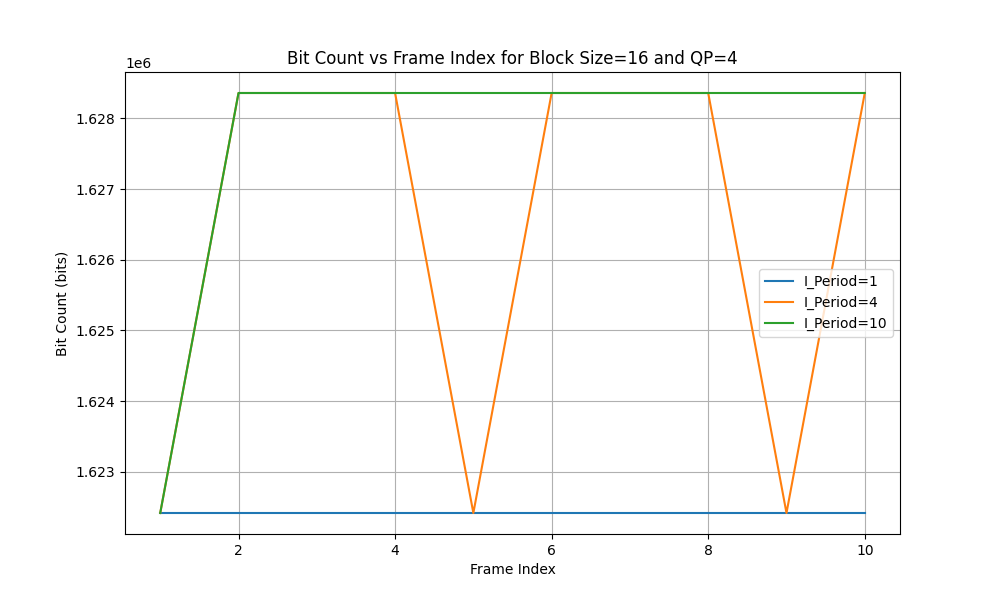 Bit Count vs Frame Index for Block Size=16 and QP=4
1e6
1.628
1.627
1.626
1.625
1.624
1.623
Bit Count (bits)
I_Period=1
I_Period=4
I_Period=10
2 4 6 8 10
Frame Index